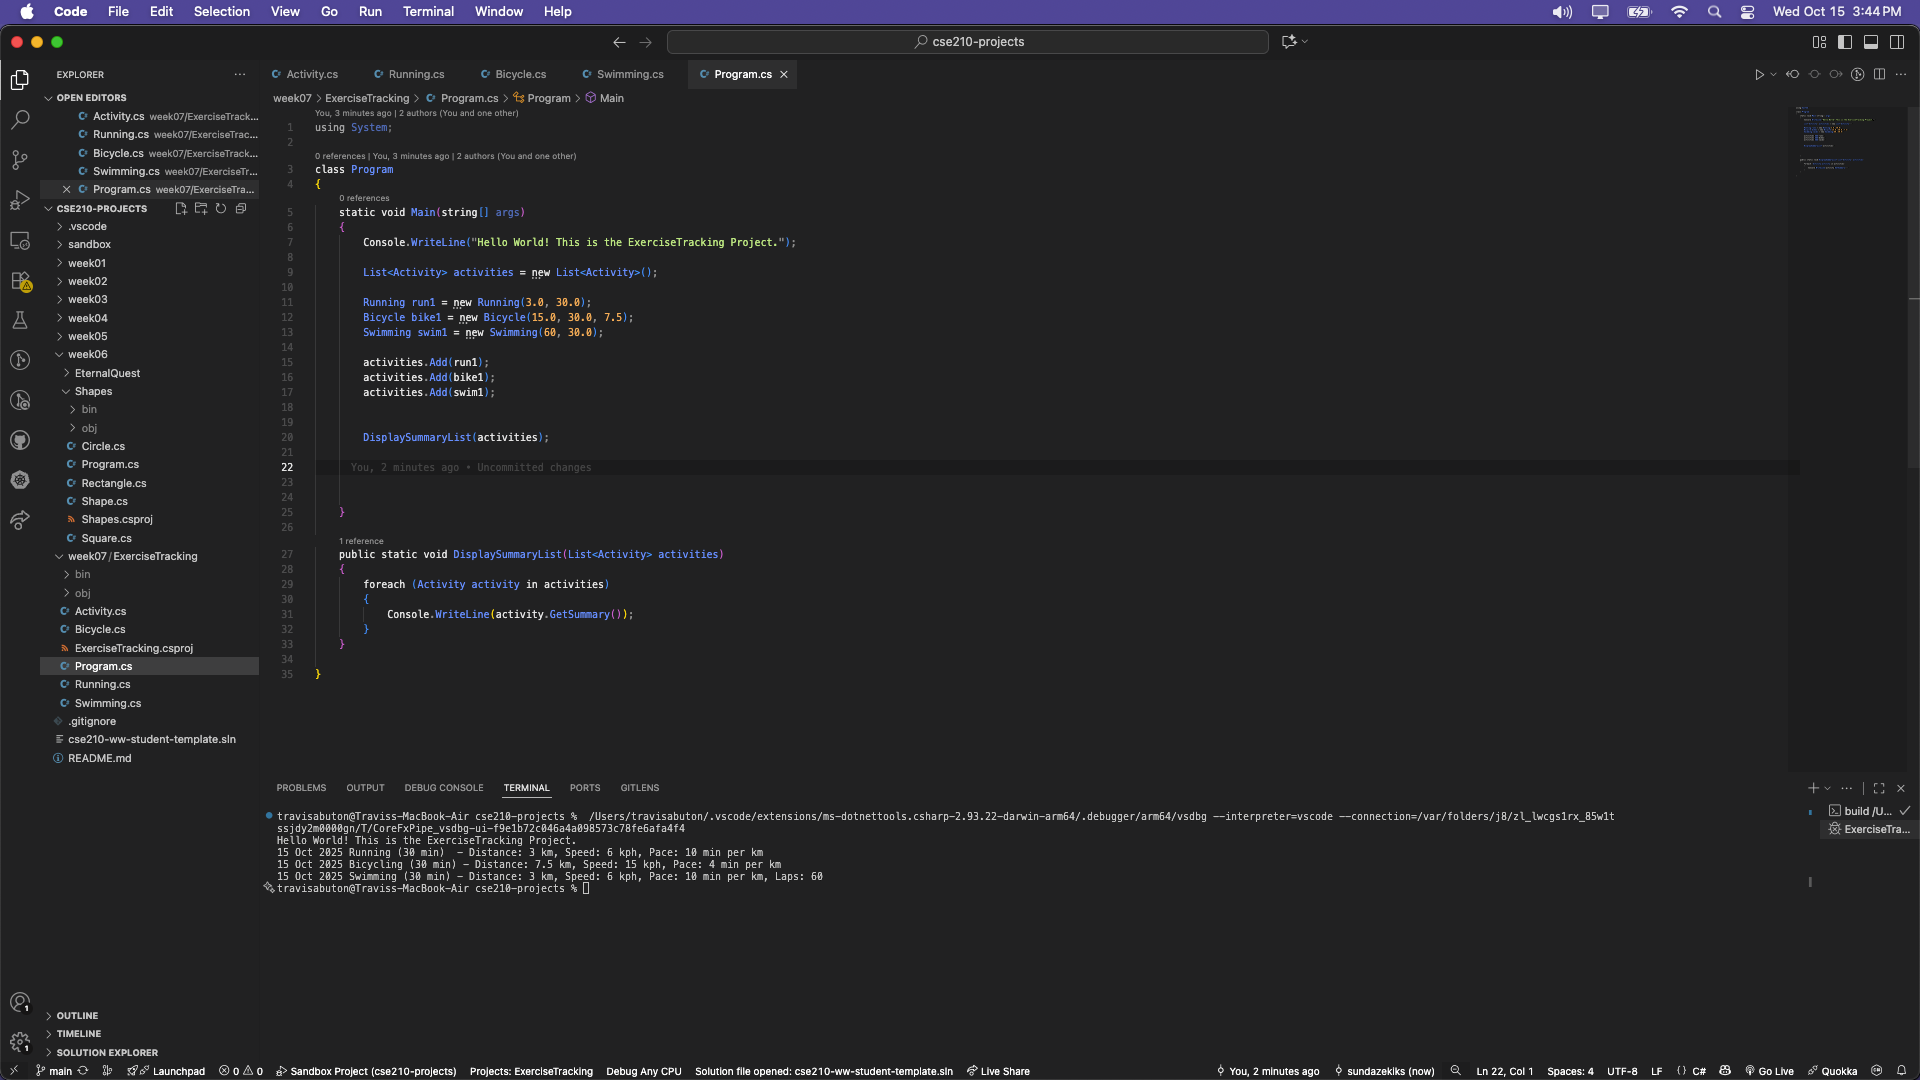 Code File Edit Selection View Go Run Terminal Window Help Wed Oct 15 3:44 PM
cse210-projects
EXPLORER
OPEN EDITORS
Activity.cs week07/ExerciseTrack...
Running.cs week07/ExerciseTrac...
Bicycle.cs week07/ExerciseTrack...
Swimming.cs week07/ExerciseTr...
Program.cs week07/ExerciseTra...
CSE210-PROJECTS
.vscode
sandbox
week01
week02
week03
week04
week05
week06
EternalQuest
Shapes
bin
obj
Circle.cs
Program.cs
Rectangle.cs
Shape.cs
Shapes.csproj
Square.cs
week07/ExerciseTracking
bin
obj
Activity.cs
Bicycle.cs
ExerciseTracking.csproj
Program.cs
Running.cs
Swimming.cs
.gitignore
cse210-ww-student-template.sln
README.md
OUTLINE
TIMELINE
SOLUTION EXPLORER
Activity.cs Running.cs Bicycle.cs Swimming.cs Program.cs
week07 > ExerciseTracking > Program.cs > Program > Main
You, 3 minutes ago | 2 authors (You and one other)
1 using System;
2
0 references | You, 3 minutes ago | 2 authors (You and one other)
3 class Program
4 {
0 references
5 static void Main(string[] args)
6 {
7 Console.WriteLine("Hello World! This is the ExerciseTracking Project.");
8
9 List<Activity> activities = new List<Activity>();
10
11 Running run1 = new Running(3.0, 30.0);
12 Bicycle bike1 = new Bicycle(15.0, 30.0, 7.5);
13 Swimming swim1 = new Swimming(60, 30.0);
14
15 activities.Add(run1);
16 activities.Add(bike1);
17 activities.Add(swim1);
18
19
20 DisplaySummaryList(activities);
21
22 You, 2 minutes ago • Uncommitted changes
23
24
25 }
26
1 reference
27 public static void DisplaySummaryList(List<Activity> activities)
28 {
29 foreach (Activity activity in activities)
30 {
31 Console.WriteLine(activity.GetSummary());
32 }
33 }
34
35 }
PROBLEMS OUTPUT DEBUG CONSOLE TERMINAL PORTS GITLENS
travisabuton@Traviss-MacBook-Air cse210-projects % /Users/travisabuton/.vscode/extensions/ms-dotnettools.csharp-2.93.22-darwin-arm64/.debugger/arm64/vsdbg --interpreter=vscode --connection=/var/folders/j8/zl_lwcgs1rx_85w1t
ssjdy2m0000gn/T/CoreFxPipe_vsdbg-ui-f9e1b72c046a4a098573c78fe6afa4f4
Hello World! This is the ExerciseTracking Project.
15 Oct 2025 Running (30 min) - Distance: 3 km, Speed: 6 kph, Pace: 10 min per km
15 Oct 2025 Bicycling (30 min) - Distance: 7.5 km, Speed: 15 kph, Pace: 4 min per km
15 Oct 2025 Swimming (30 min) - Distance: 3 km, Speed: 6 kph, Pace: 10 min per km, Laps: 60
travisabuton@Traviss-MacBook-Air cse210-projects %
build /U...
ExerciseTra...
1
1
main Launchpad 0 0 Sandbox Project (cse210-projects) Projects: ExerciseTracking Debug Any CPU Solution file opened: cse210-ww-student-template.sln Live Share You, 2 minutes ago sundazekiks (now) Ln 22, Col 1 Spaces: 4 UTF-8 LF {} C# Go Live Quokka